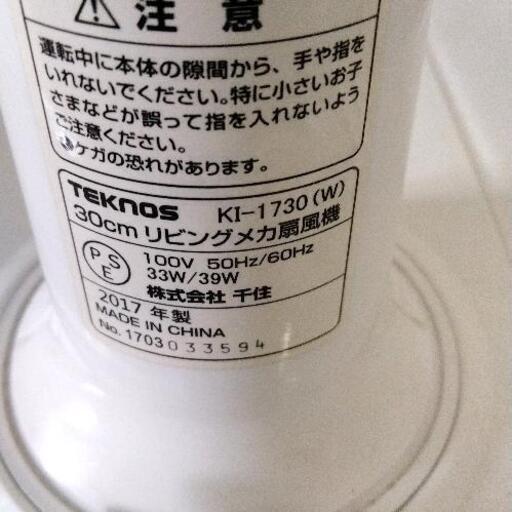 注 意
運転中に本体の隙間から、手や指を
いれないでください。特に小さいお子
さまなどが誤って指を入れないよう
ご注意ください。
ケガの恐れがあります。
TEKNOS KI-1730(W)
30cm リビングメカ扇風機
PSE
100V 50Hz/60Hz
33W/39W
株式会社 千住
2017 年製
MADE IN CHINA
No. 1703033594